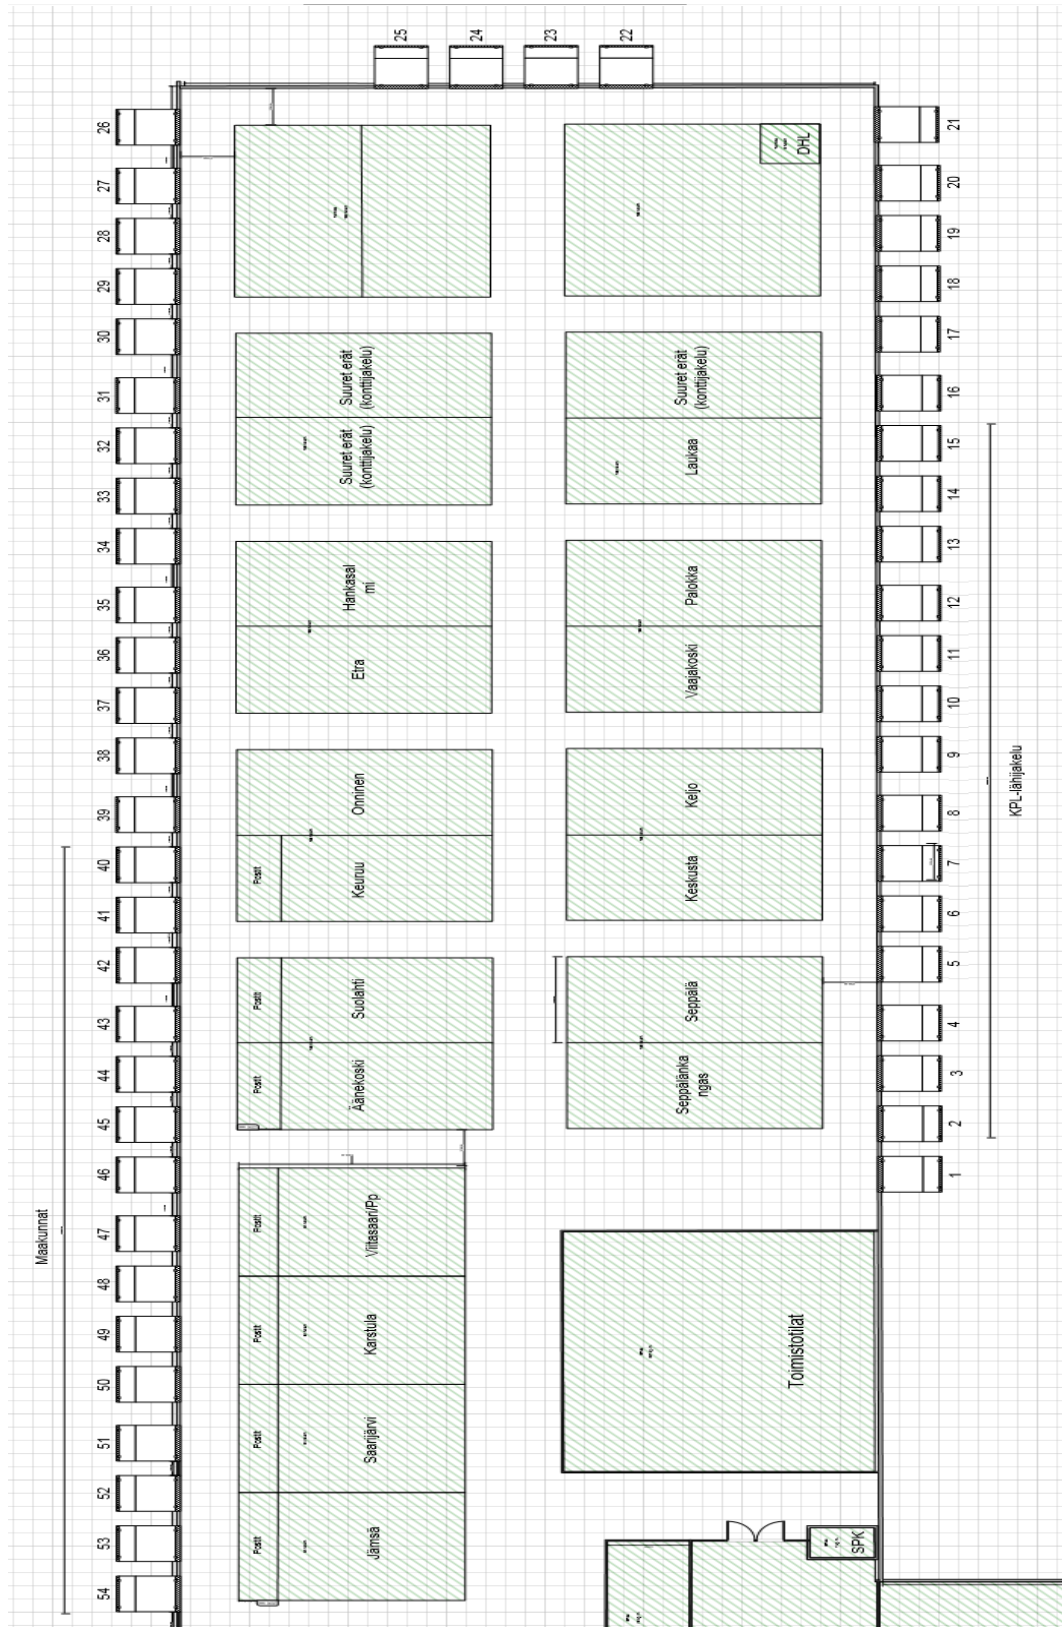 25
24
23
22
26
27
28
29
30
31
32
33
34
35
36
37
38
39
40
41
42
43
44
45
46
47
48
49
50
51
52
53
54
Maakunnat
21
20
19
18
17
16
15
14
13
12
11
10
9
8
7
6
5
4
3
2
1
KPL-lähijakelu
DHL
Suuret erät
(konttijakelu)
Suuret erät
(konttijakelu)
Suuret erät
(konttijakelu)
Laukaa
Hankasal
mi
Etra
Palokka
Vaajakoski
Onninen
Postit
Keuruu
Keljo
Keskusta
Postit
Suolahti
Postit
Äänekoski
Seppälä
Seppälänka
ngas
Postit
Viitasaari/Pp
Postit
Karstula
Postit
Saarijärvi
Postit
Jämsä
Toimistotilat
SPK